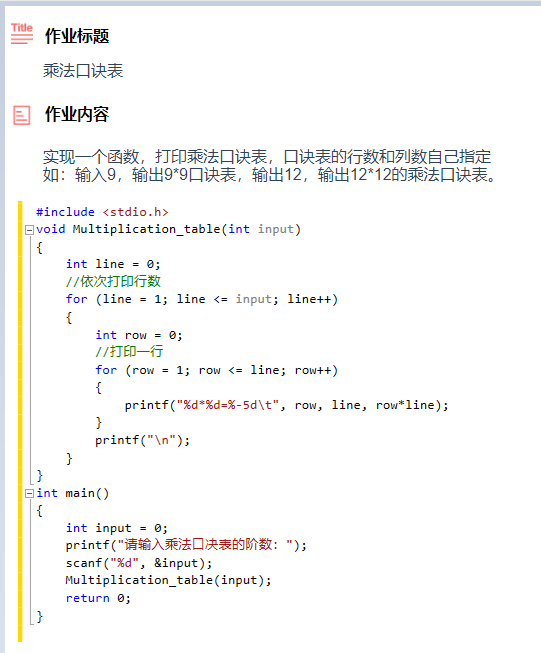 Title 作业标题
乘法口诀表
作业内容
实现一个函数，打印乘法口诀表，口诀表的行数和列数自己指定
如：输入9，输出9*9口诀表，输出12，输出12*12的乘法口诀表。
#include <stdio.h>
void Multiplication_table(int input)
{
    int line = 0;
    //依次打印行数
    for (line = 1; line <= input; line++)
    {
        int row = 0;
        //打印一行
        for (row = 1; row <= line; row++)
        {
            printf("%d*%d=%-5d\t", row, line, row*line);
        }
        printf("\n");
    }
}
int main()
{
    int input = 0;
    printf("请输入乘法口决表的阶数：");
    scanf("%d", &input);
    Multiplication_table(input);
    return 0;
}